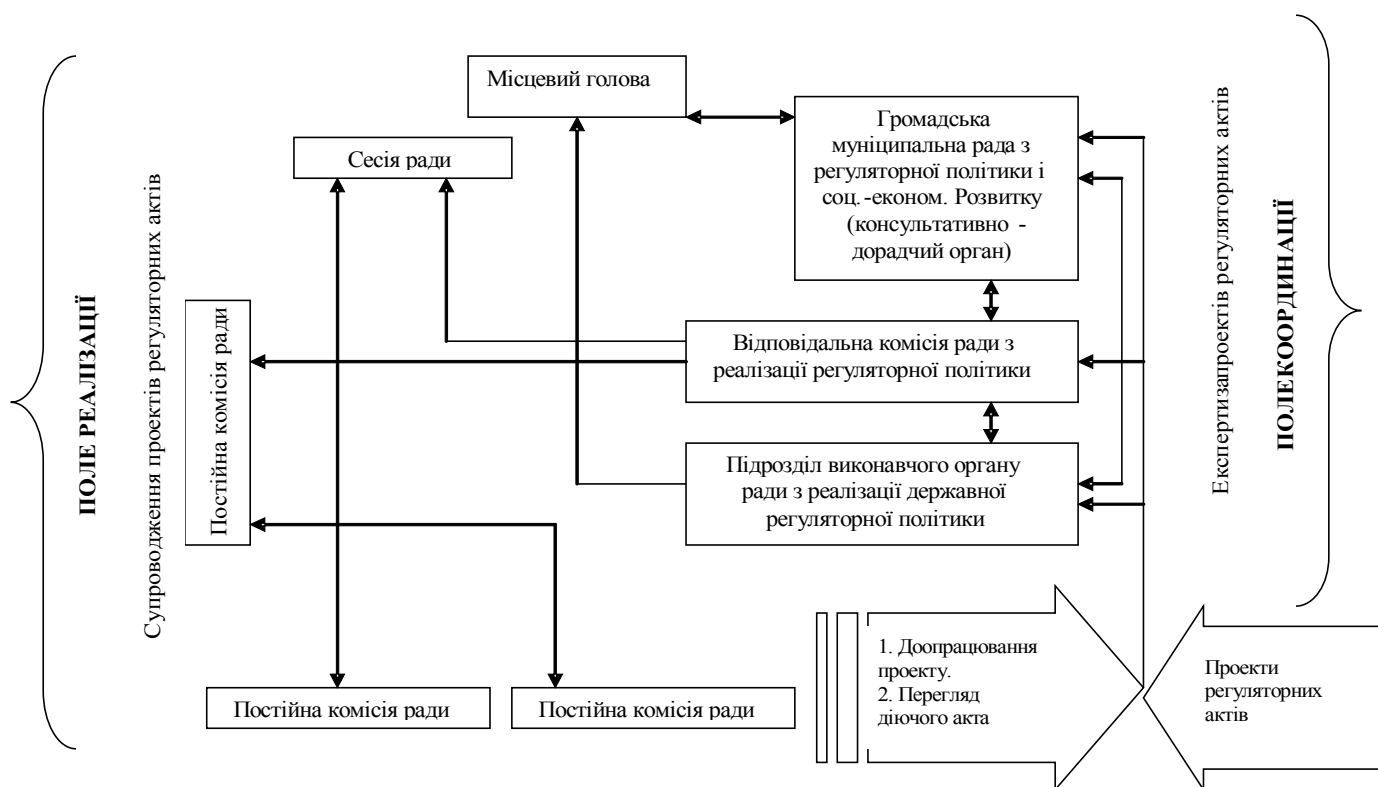 Місцевий голова
Громадська
муніципальна рада з
регуляторної політики і
соц.-економ. Розвитку
(консультативно -
дорадчий орган)
Сесія ради
ПОЛЕ РЕАЛІЗАЦІЇ
Супроводження проектів регуляторних актів
Постійна комісія ради
Відповідальна комісія ради з
реалізації регуляторної політики
Підрозділ виконавчого органу
ради з реалізації державної
регуляторної політики
Експертизапроектів регуляторних актів
ПОЛЕКООРДИНАЦІЇ
Постійна комісія ради
Постійна комісія ради
1. Доопрацювання
проекту.
2. Перегляд
діючого акта
Проекти
регуляторних
актів